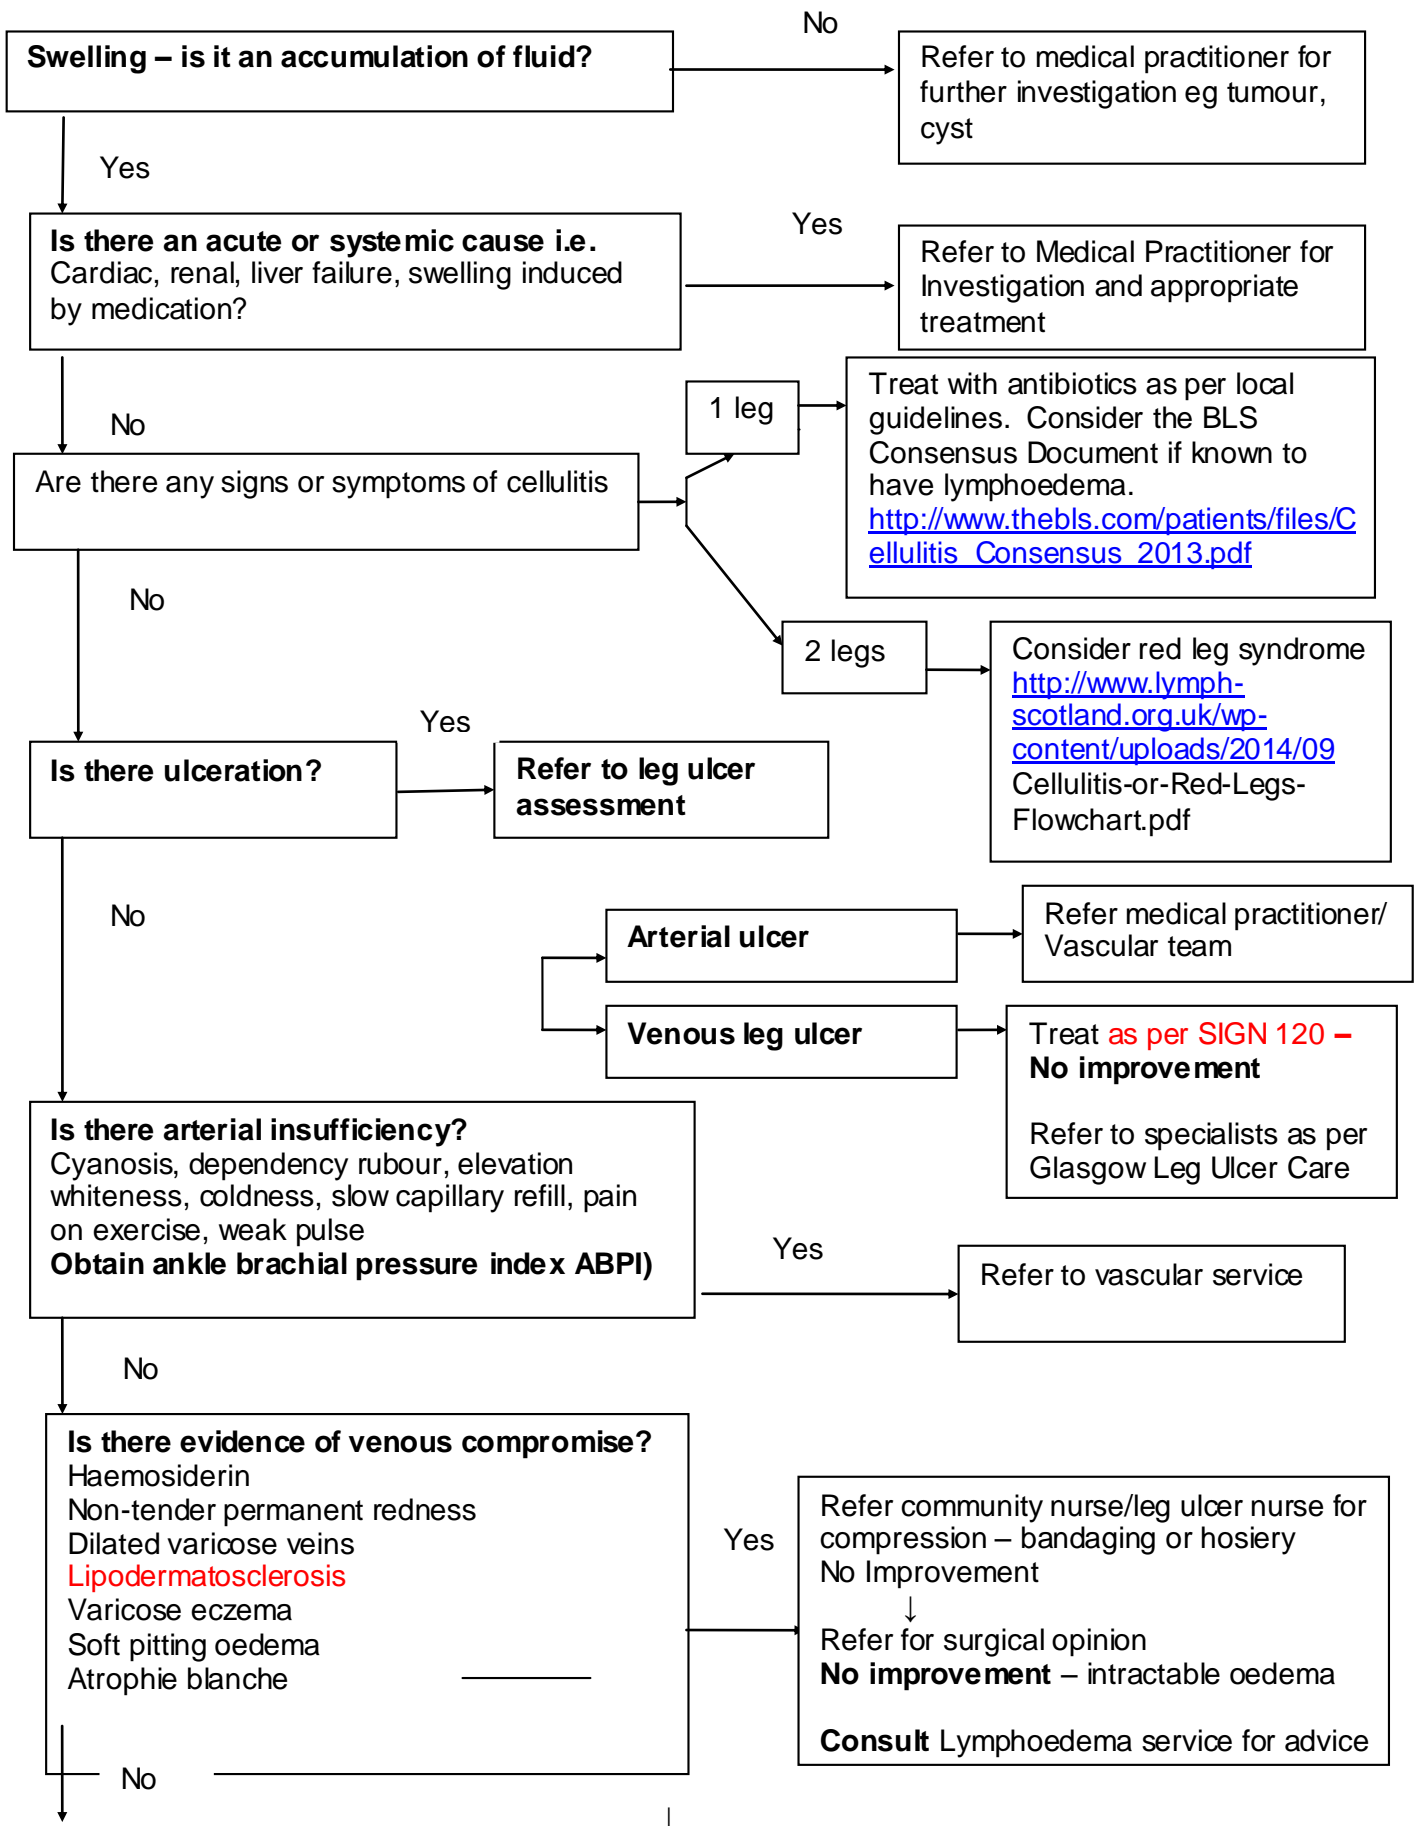 No
Swelling – is it an accumulation of fluid?
Refer to medical practitioner for
further investigation eg tumour,
cyst
Yes
Is there an acute or systemic cause i.e.
Cardiac, renal, liver failure, swelling induced
by medication?
Yes
Refer to Medical Practitioner for
Investigation and appropriate
treatment
No
Are there any signs or symptoms of cellulitis
1 leg
Treat with antibiotics as per local
guidelines.  Consider the BLS
Consensus Document if known to
have lymphoedema.
http://www.thebls.com/patients/files/C
ellulitis_Consensus_2013.pdf
2 legs
Consider red leg syndrome
http://www.lymph-
scotland.org.uk/wp-
content/uploads/2014/09
Cellulitis-or-Red-Legs-
Flowchart.pdf
No
Is there ulceration?
Yes
Refer to leg ulcer
assessment
No
Arterial ulcer
Refer medical practitioner/
Vascular team
Venous leg ulcer
Treat as per SIGN 120 –
No improvement
Refer to specialists as per
Glasgow Leg Ulcer Care
Is there arterial insufficiency?
Cyanosis, dependency rubour, elevation
whiteness, coldness, slow capillary refill, pain
on exercise, weak pulse
Obtain ankle brachial pressure index ABPI)
Yes
Refer to vascular service
No
Is there evidence of venous compromise?
Haemosiderin
Non-tender permanent redness
Dilated varicose veins
Lipodermatosclerosis
Varicose eczema
Soft pitting oedema
Atrophie blanche
Yes
Refer community nurse/leg ulcer nurse for
compression – bandaging or hosiery
No Improvement
↓
Refer for surgical opinion
No improvement – intractable oedema
Consult Lymphoedema service for advice
No